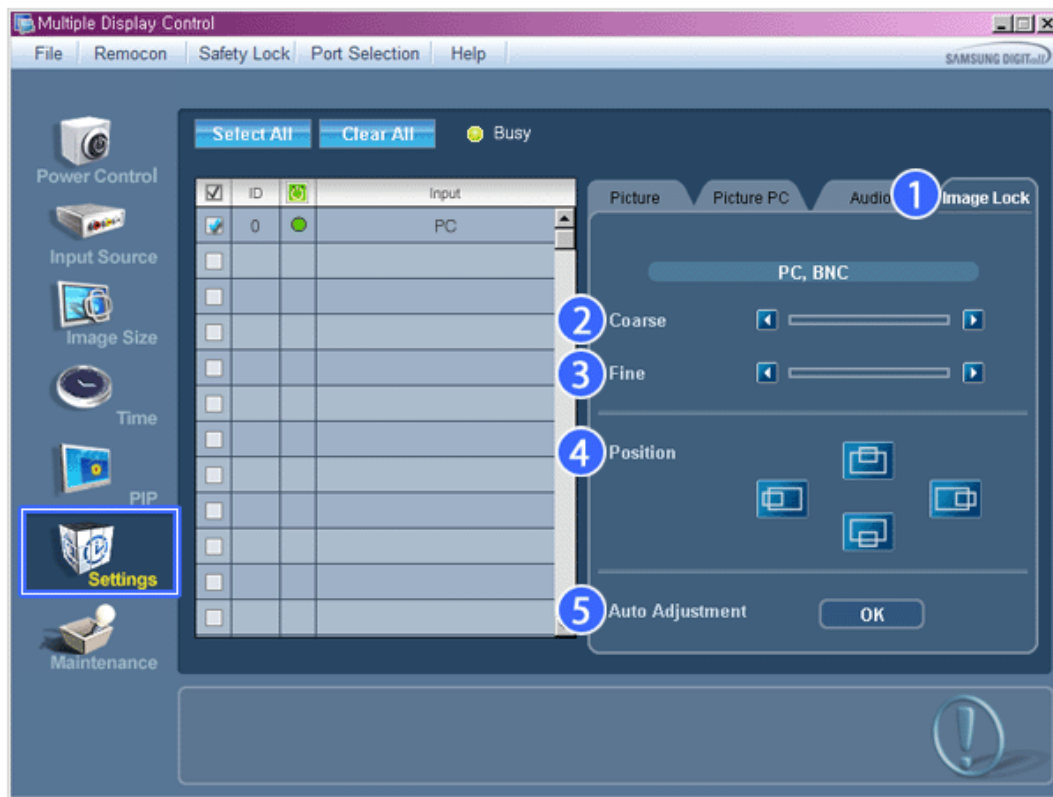 Multiple Display Control
File Remocon Safety Lock Port Selection Help
SAMSUNG DIGITall
Select All Clear All Busy
Power Control
Input Source
Image Size
Time
PIP
Settings
Maintenance
ID Input
0 PC
Picture Picture PC Audio 1 Image Lock
PC, BNC
2 Coarse
3 Fine
4 Position
5 Auto Adjustment OK